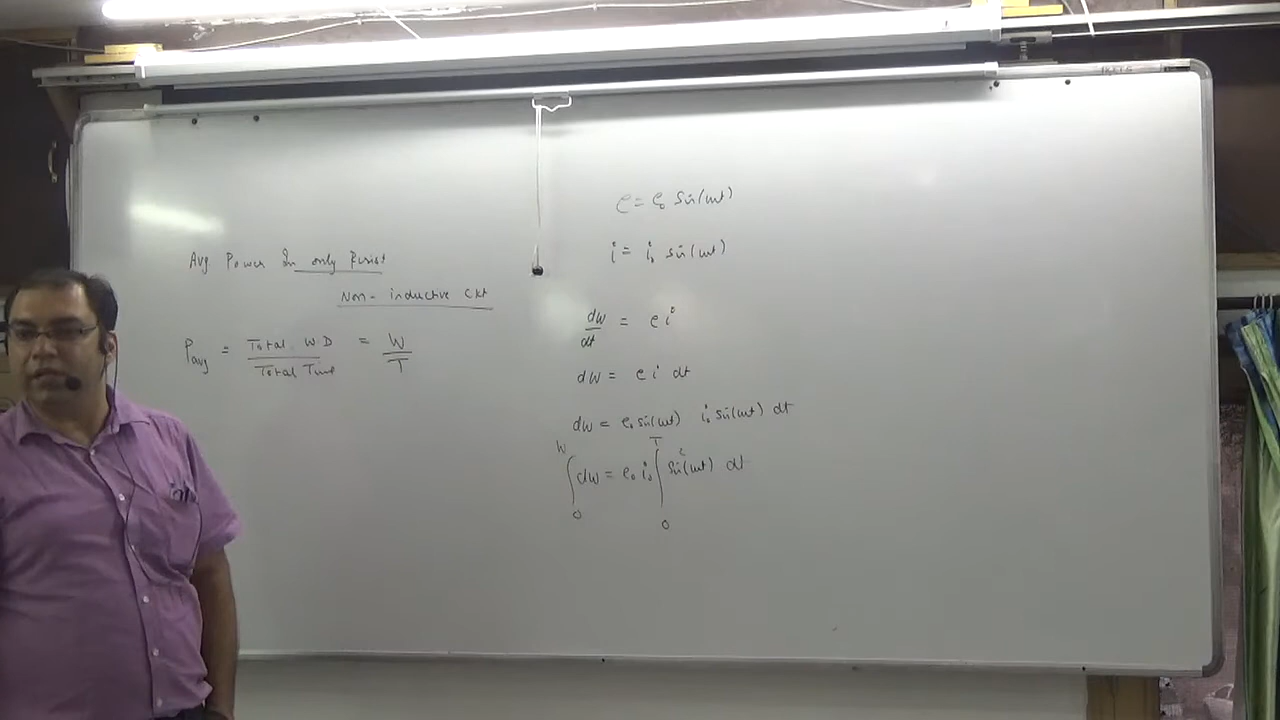 Avg Power In only Resist
Non-inductive Ckt
Pavg = Total WD / Total Time = W / T
e = e₀ sin(ωt)
i = i₀ sin(ωt)
dw/dt = e i
dw = e i dt
dw = e₀ sin(ωt) i₀ sin(ωt) dt
∫₀ᵂ dw = e₀ i₀ ∫₀ᵀ sin²(ωt) dt